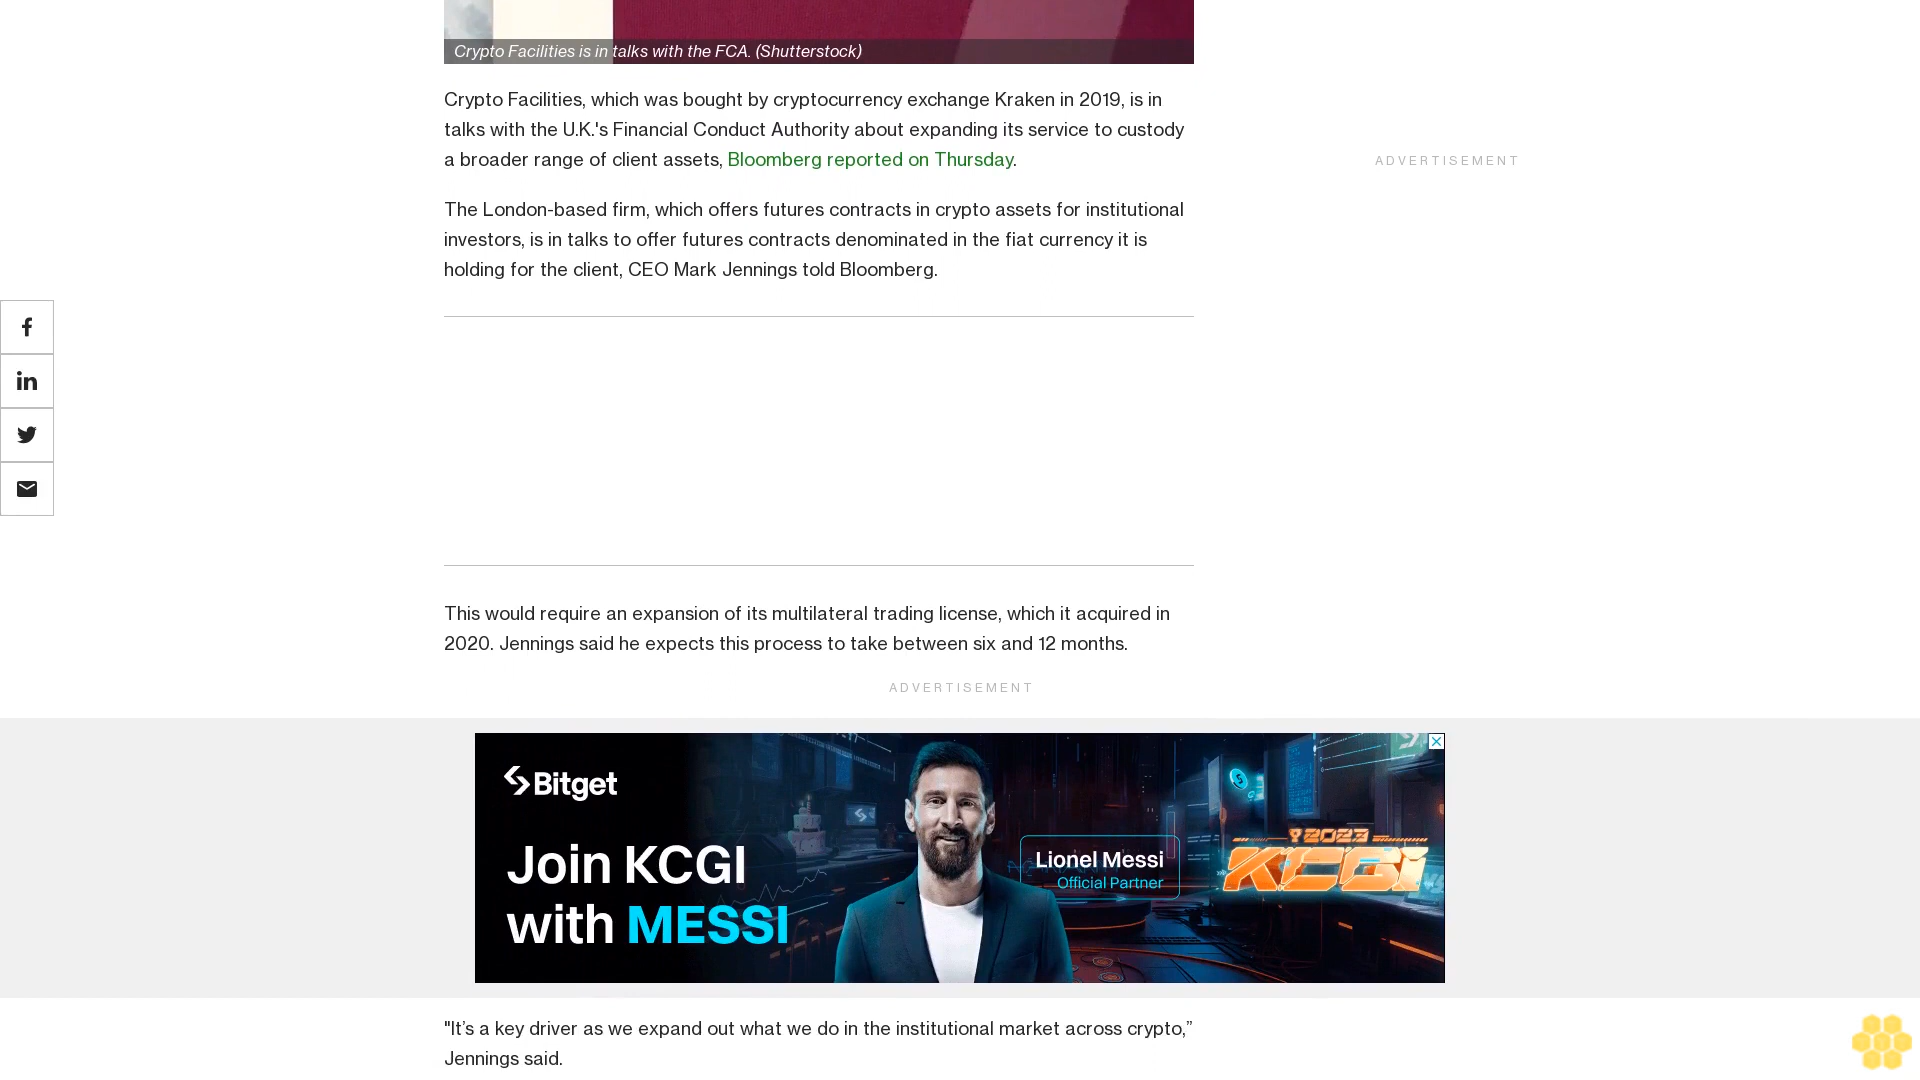 Crypto Facilities is in talks with the FCA. (Shutterstock)
Crypto Facilities, which was bought by cryptocurrency exchange Kraken in 2019, is in
talks with the U.K.'s Financial Conduct Authority about expanding its service to custody
a broader range of client assets, Bloomberg reported on Thursday.
ADVERTISEMENT
The London-based firm, which offers futures contracts in crypto assets for institutional
investors, is in talks to offer futures contracts denominated in the fiat currency it is
holding for the client, CEO Mark Jennings told Bloomberg.
This would require an expansion of its multilateral trading license, which it acquired in
2020. Jennings said he expects this process to take between six and 12 months.
ADVERTISEMENT
Bitget
Join KCGI
with MESSI
Lionel Messi
Official Partner
2023
KCGI
"It’s a key driver as we expand out what we do in the institutional market across crypto,”
Jennings said.